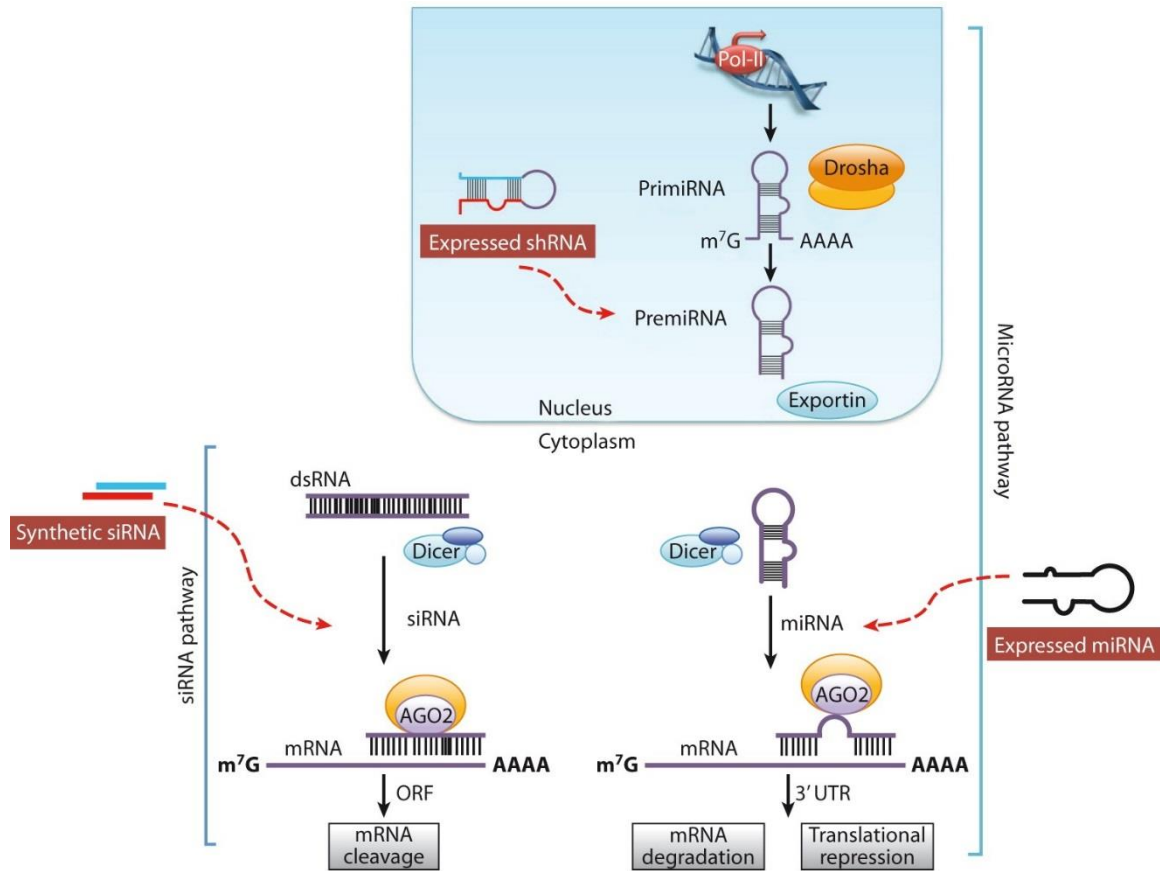 Pol-II
Drosha
PrimiRNA
m⁷G
AAAA
Expressed shRNA
PremiRNA
Exportin
Nucleus
Cytoplasm
MicroRNA pathway
dsRNA
Synthetic siRNA
Dicer
Dicer
siRNA pathway
siRNA
miRNA
Expressed miRNA
AGO2
AGO2
mRNA
m⁷G
AAAA
mRNA
m⁷G
AAAA
ORF
3' UTR
mRNA
cleavage
mRNA
degradation
Translational
repression